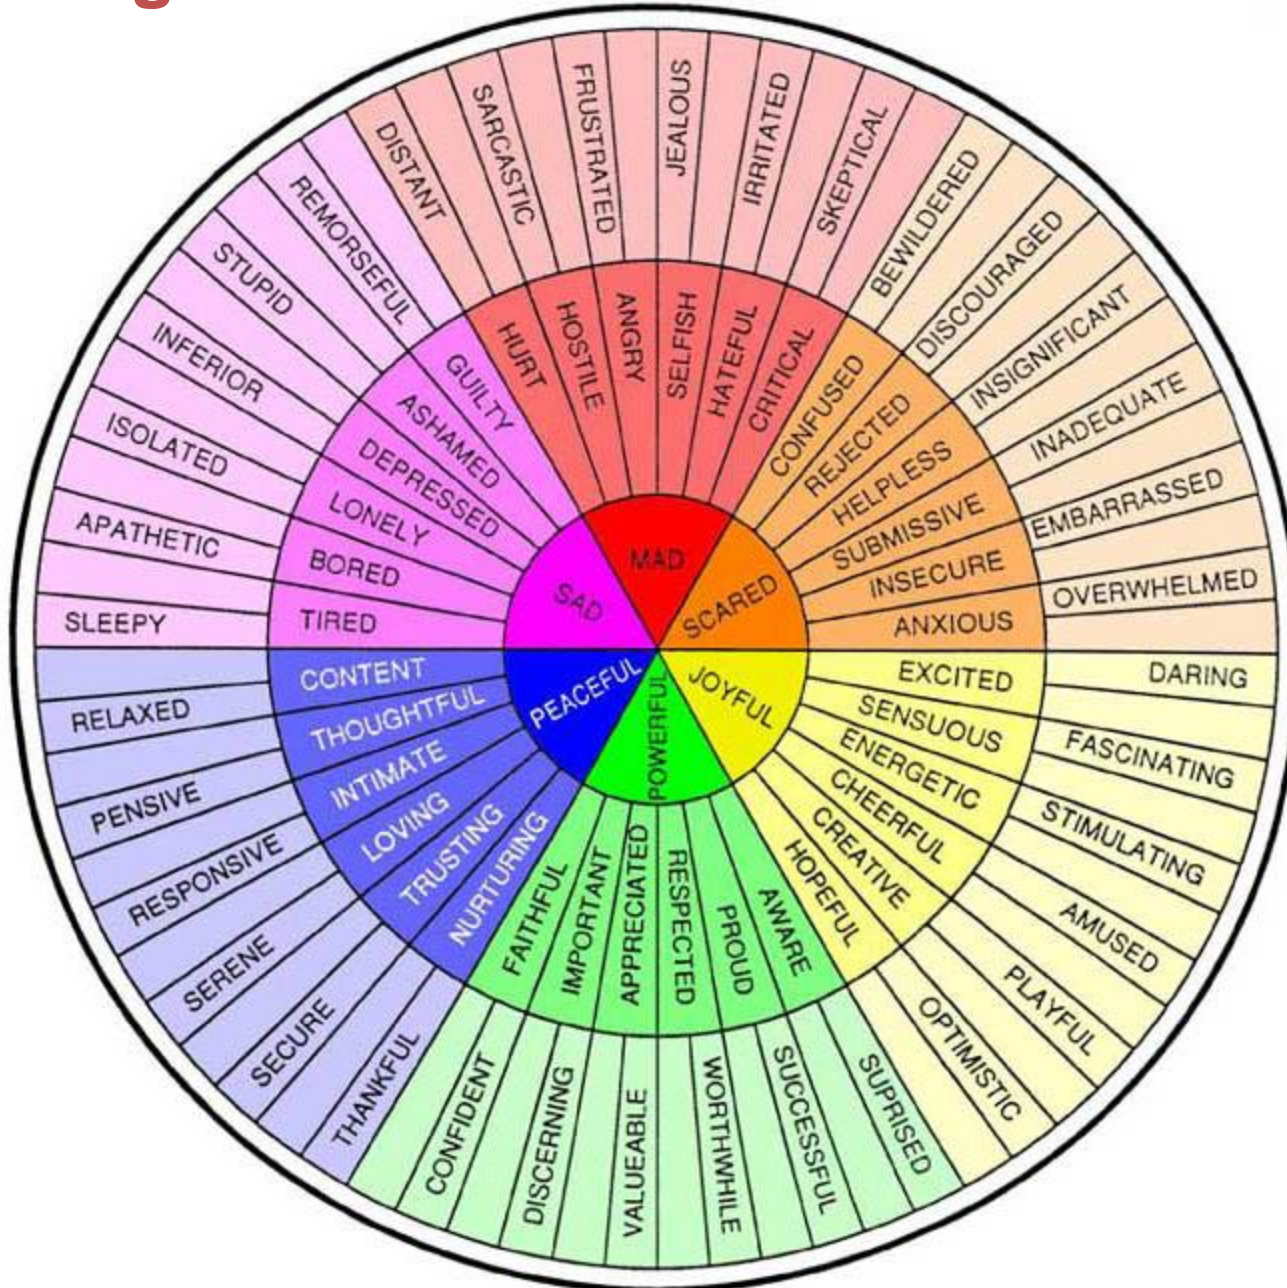 MAD
SCARED
JOYFUL
POWERFUL
PEACEFUL
SAD
HURT
HOSTILE
ANGRY
SELFISH
HATEFUL
CRITICAL
CONFUSED
REJECTED
HELPLESS
SUBMISSIVE
INSECURE
ANXIOUS
EXCITED
SENSUOUS
ENERGETIC
CHEERFUL
CREATIVE
HOPEFUL
AWARE
PROUD
RESPECTED
APPRECIATED
IMPORTANT
FAITHFUL
NURTURING
TRUSTING
LOVING
INTIMATE
THOUGHTFUL
CONTENT
TIRED
BORED
LONELY
DEPRESSED
ASHAMED
GUILTY
DISTANT
SARCASTIC
FRUSTRATED
JEALOUS
IRRITATED
SKEPTICAL
BEWILDERED
DISCOURAGED
INSIGNIFICANT
INADEQUATE
EMBARRASSED
OVERWHELMED
DARING
FASCINATING
STIMULATING
AMUSED
PLAYFUL
OPTIMISTIC
SUPRISED
SUCCESSFUL
WORTHWHILE
VALUEABLE
DISCERNING
CONFIDENT
THANKFUL
SECURE
SERENE
RESPONSIVE
PENSIVE
RELAXED
SLEEPY
APATHETIC
ISOLATED
INFERIOR
STUPID
REMORSEFUL